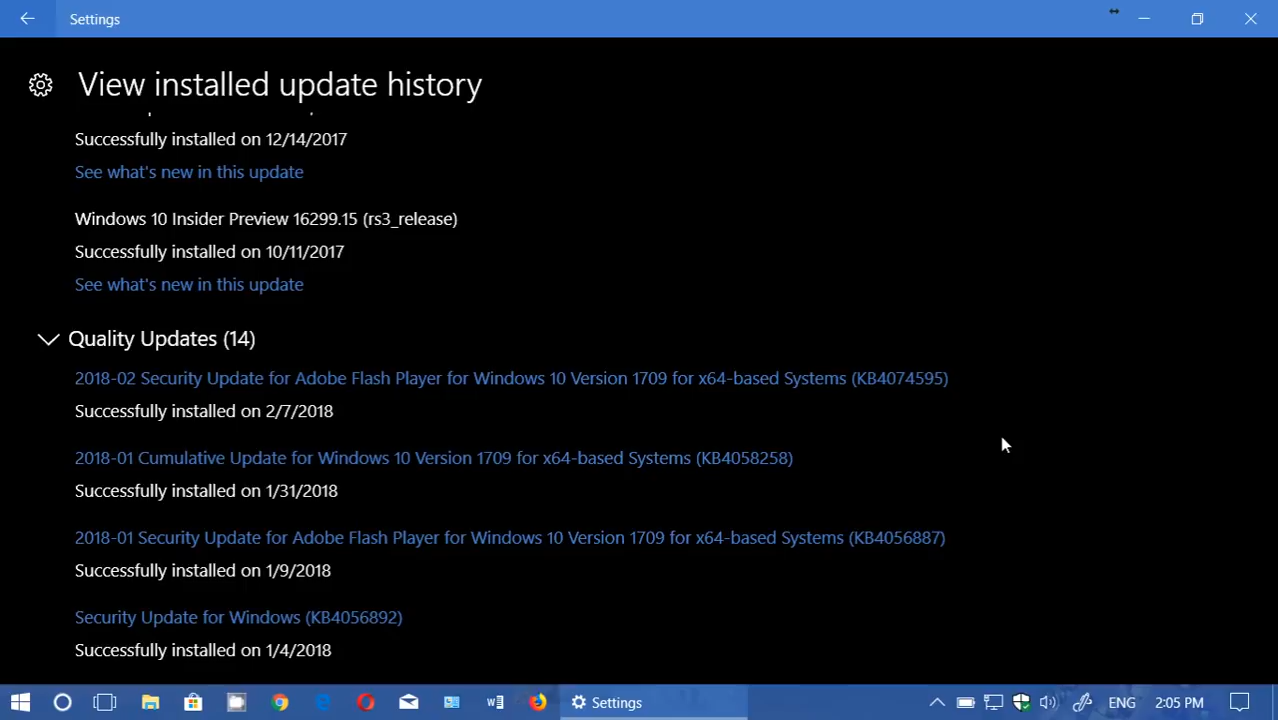 Settings
View installed update history
Successfully installed on 12/14/2017
See what's new in this update
Windows 10 Insider Preview 16299.15 (rs3_release)
Successfully installed on 10/11/2017
See what's new in this update
Quality Updates (14)
2018-02 Security Update for Adobe Flash Player for Windows 10 Version 1709 for x64-based Systems (KB4074595)
Successfully installed on 2/7/2018
2018-01 Cumulative Update for Windows 10 Version 1709 for x64-based Systems (KB4058258)
Successfully installed on 1/31/2018
2018-01 Security Update for Adobe Flash Player for Windows 10 Version 1709 for x64-based Systems (KB4056887)
Successfully installed on 1/9/2018
Security Update for Windows (KB4056892)
Successfully installed on 1/4/2018
Settings
ENG
2:05 PM